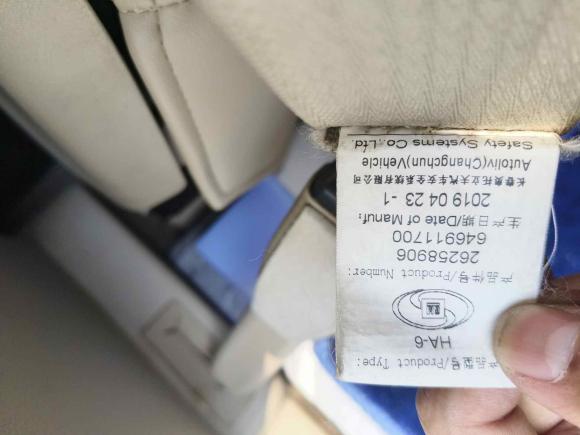 产品型号/Product Type:
HA-6
产品件号/Product Number:
26258906
646911700
生产日期/Date of Manuf:
2019 04 23 -1
长春奥托立夫汽车安全系统有限公司
Autoliv(Changchun)Vehicle
Safety Systems Co.,Ltd.